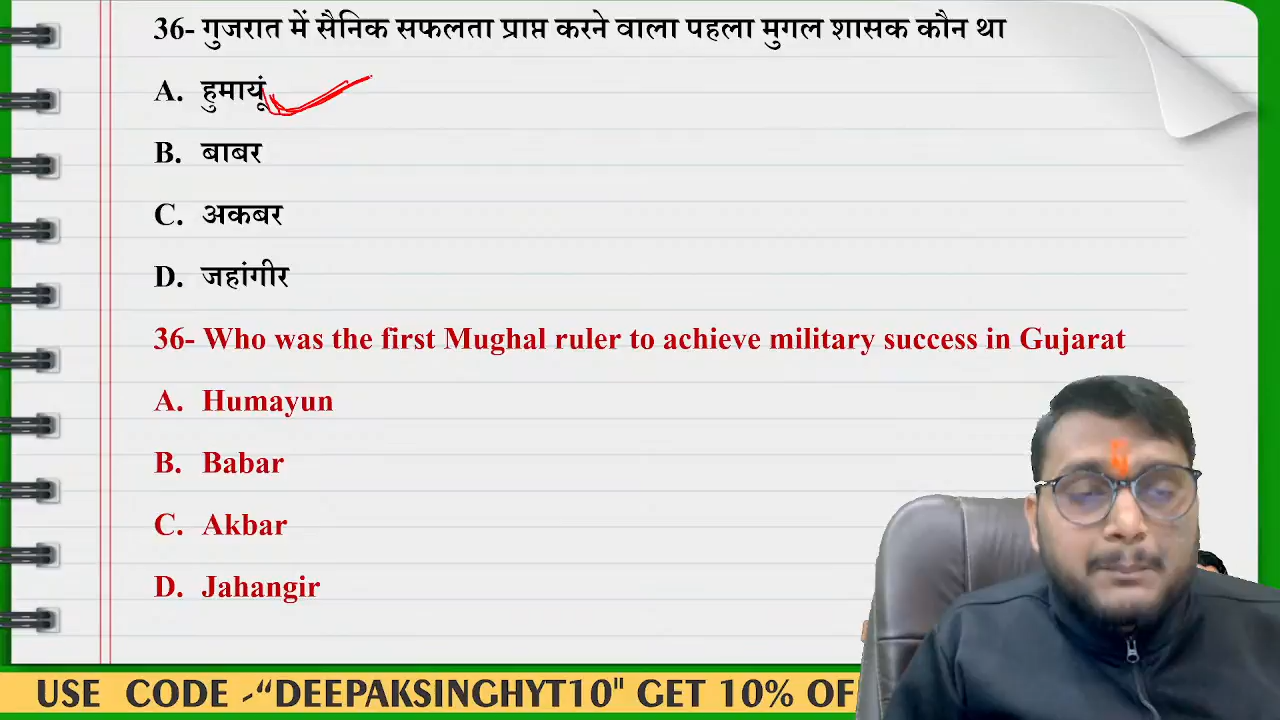 36- गुजरात में सैनिक सफलता प्राप्त करने वाला पहला मुगल शासक कौन था
A. हुमायूं
B. बाबर
C. अकबर
D. जहांगीर
36- Who was the first Mughal ruler to achieve military success in Gujarat
A. Humayun
B. Babar
C. Akbar
D. Jahangir
USE CODE -“DEEPAKSINGHYT10" GET 10% OF